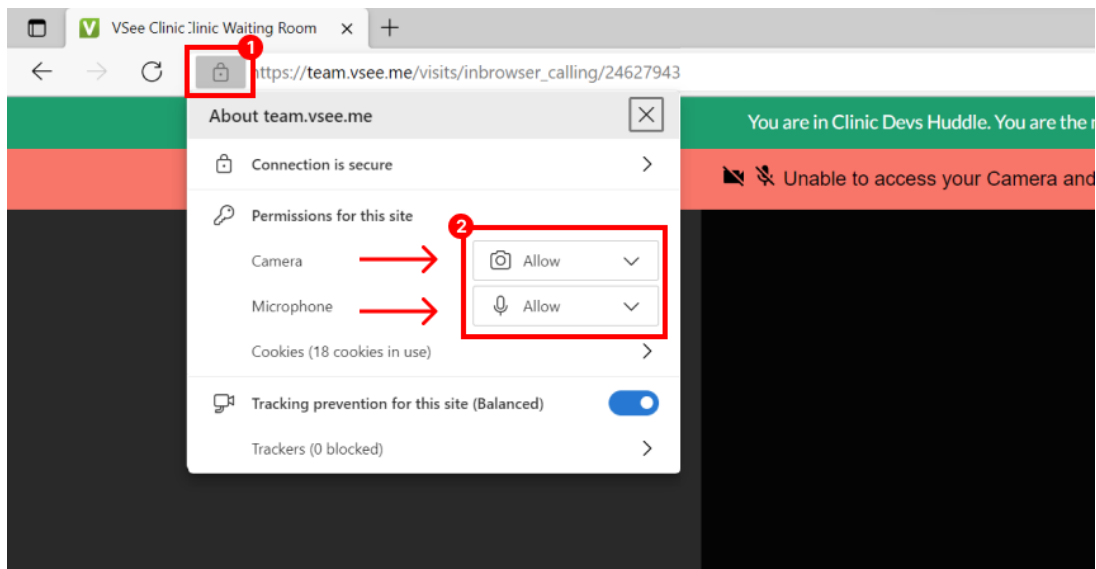 VSee Clinic Clinic Waiting Room
1
https://team.vsee.me/visits/inbrowser_calling/24627943
About team.vsee.me
You are in Clinic Devs Huddle. You are the
Connection is secure
Unable to access your Camera and
Permissions for this site
2
Camera
Allow
Microphone
Allow
Cookies (18 cookies in use)
Tracking prevention for this site (Balanced)
Trackers (0 blocked)